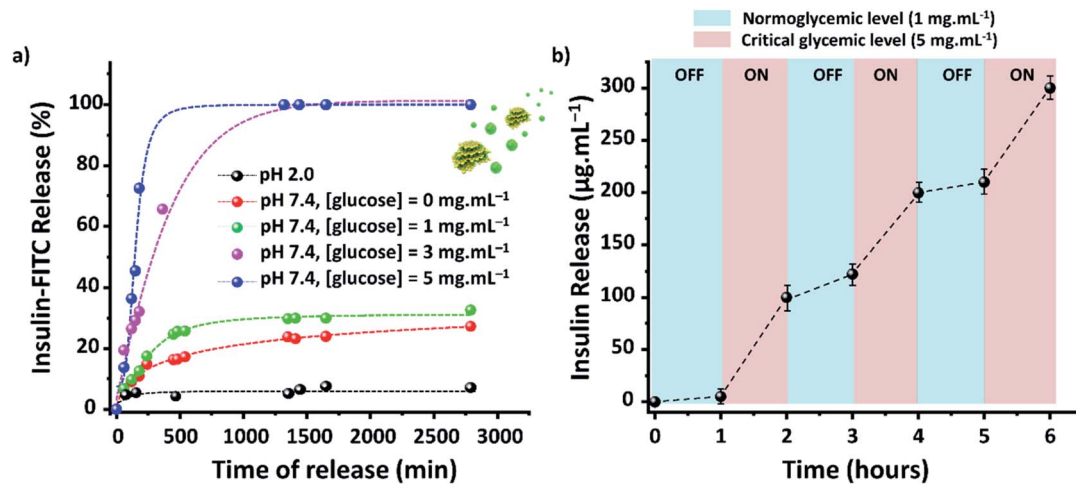 a)
Insulin-FITC Release (%)
100
80
60
40
20
0
pH 2.0
pH 7.4, [glucose] = 0 mg.mL⁻¹
pH 7.4, [glucose] = 1 mg.mL⁻¹
pH 7.4, [glucose] = 3 mg.mL⁻¹
pH 7.4, [glucose] = 5 mg.mL⁻¹
0 500 1000 1500 2000 2500 3000
Time of release (min)
Normoglycemic level (1 mg.mL⁻¹)
Critical glycemic level (5 mg.mL⁻¹)
b)
OFF ON OFF ON OFF ON
Insulin Release (µg.mL⁻¹)
300
250
200
150
100
50
0
0 1 2 3 4 5 6
Time (hours)